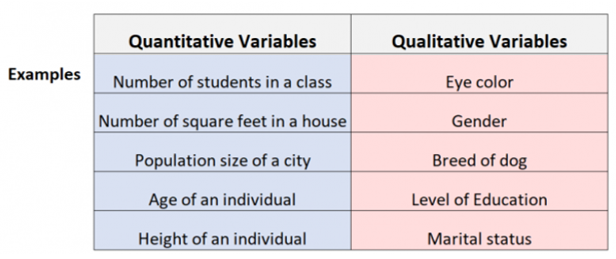 Quantitative Variables Qualitative Variables
Examples
Number of students in a class Eye color
Number of square feet in a house Gender
Population size of a city Breed of dog
Age of an individual Level of Education
Height of an individual Marital status